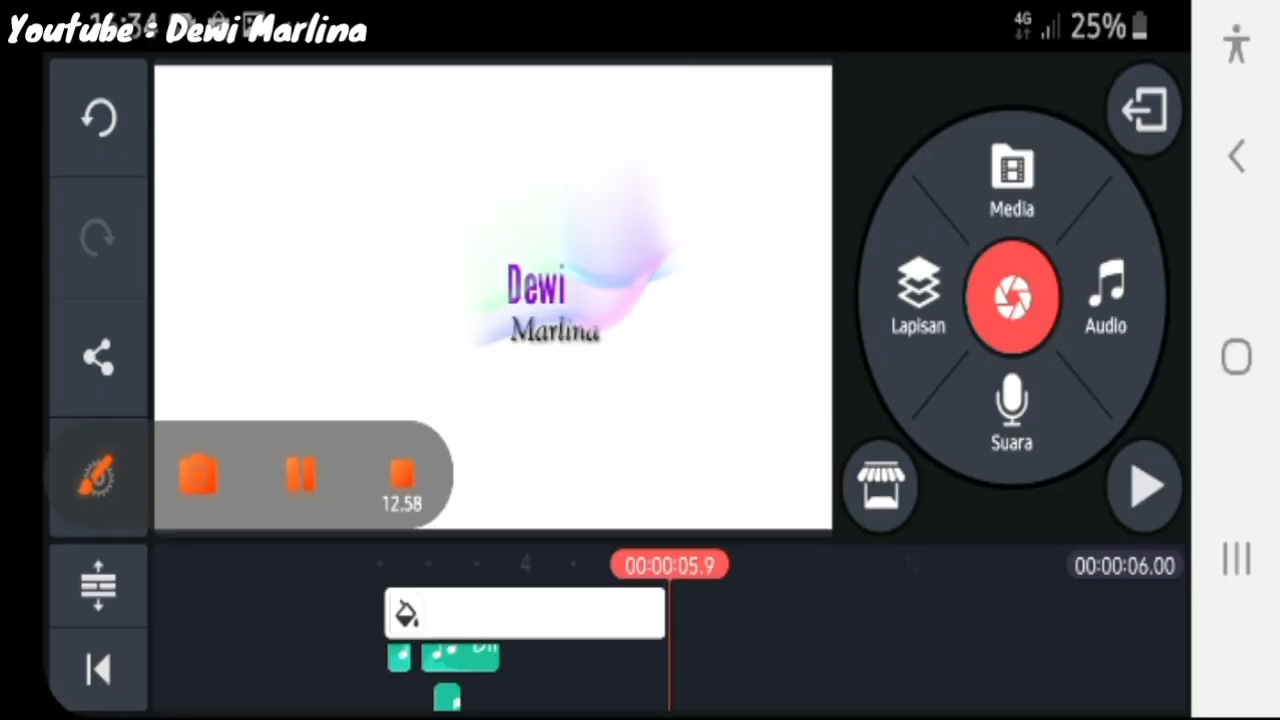 Youtube : Dewi Marlina
4G
25%
Media
Lapisan
Audio
Suara
Dewi
Marlina
12.58
4
00:00:05.9
12
00:00:06.00